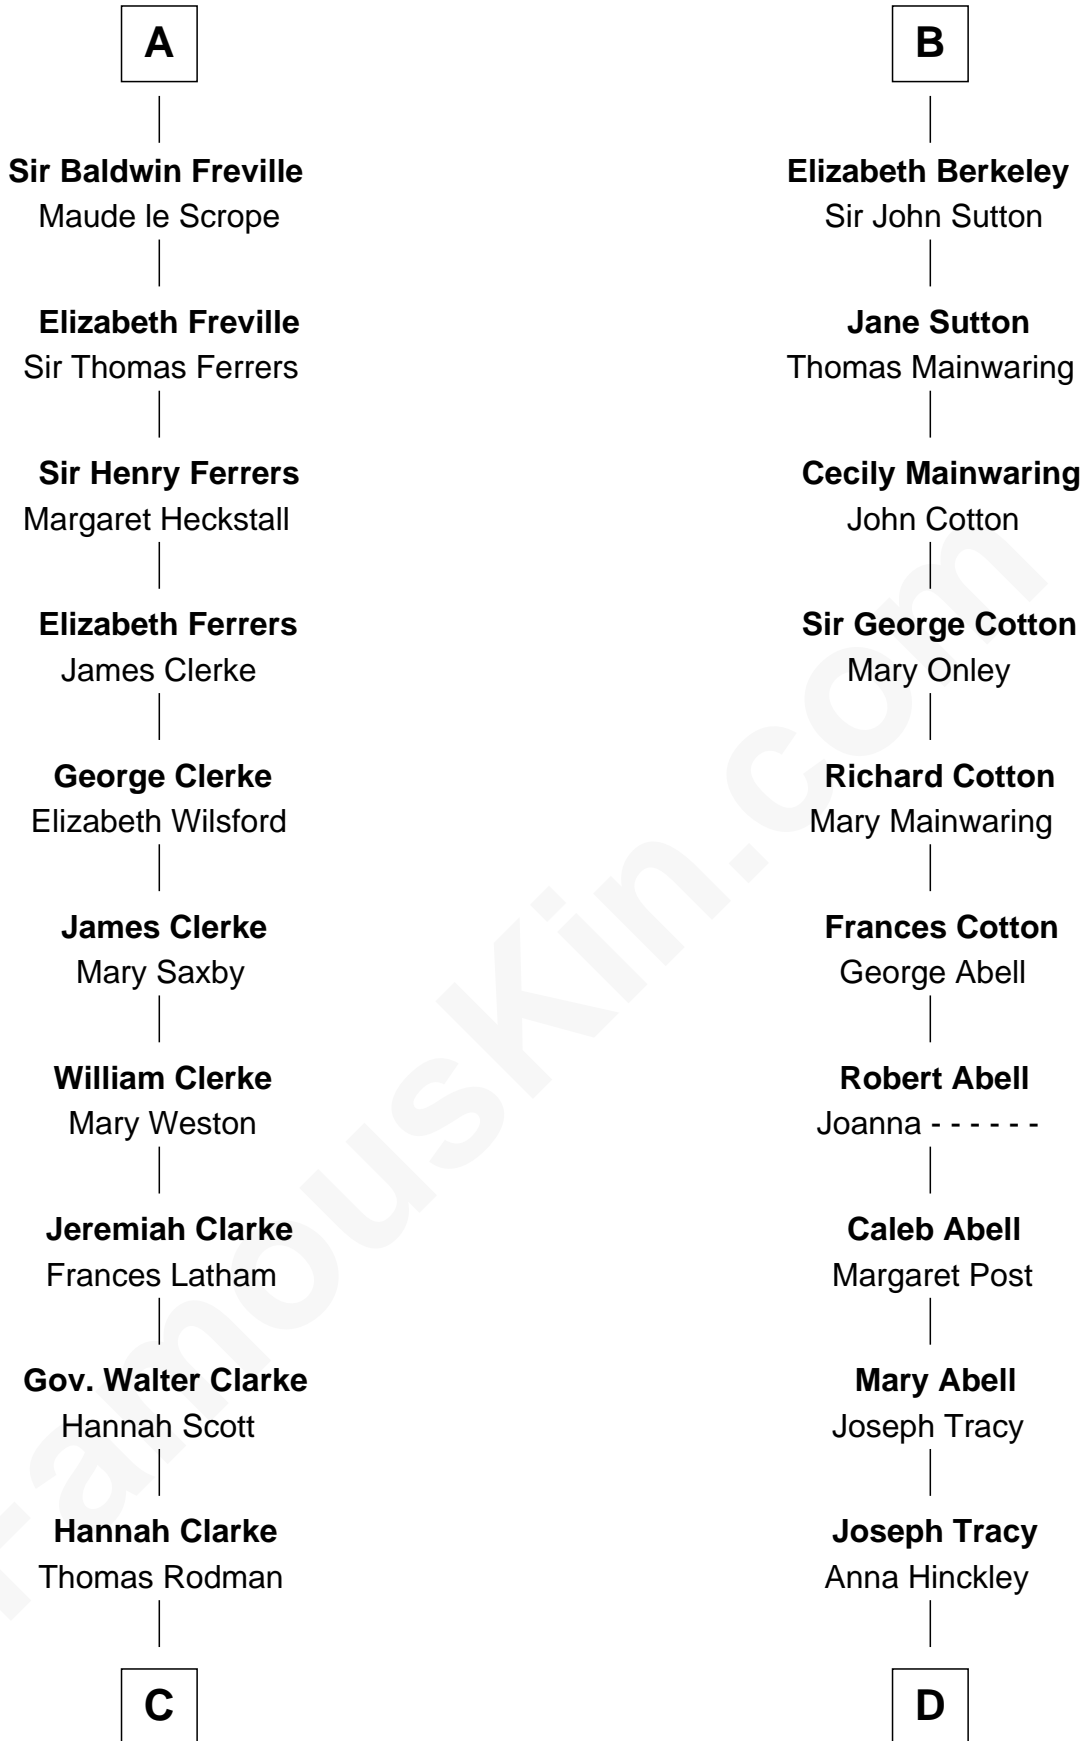 A
Sir Baldwin Freville
Maude le Scrope
Elizabeth Freville
Sir Thomas Ferrers
Sir Henry Ferrers
Margaret Heckstall
Elizabeth Ferrers
James Clerke
George Clerke
Elizabeth Wilsford
James Clerke
Mary Saxby
William Clerke
Mary Weston
Jeremiah Clarke
Frances Latham
Gov. Walter Clarke
Hannah Scott
Hannah Clarke
Thomas Rodman
C
B
Elizabeth Berkeley
Sir John Sutton
Jane Sutton
Thomas Mainwaring
Cecily Mainwaring
John Cotton
Sir George Cotton
Mary Onley
Richard Cotton
Mary Mainwaring
Frances Cotton
George Abell
Robert Abell
Joanna - - - - - -
Caleb Abell
Margaret Post
Mary Abell
Joseph Tracy
Joseph Tracy
Anna Hinckley
D
FamousKin.com